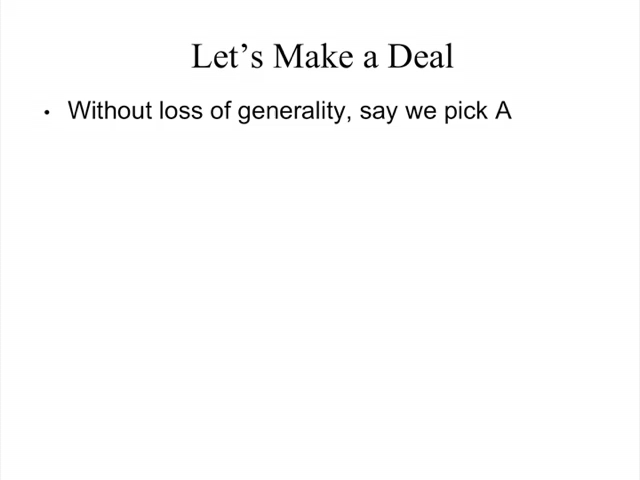 Let’s Make a Deal
• Without loss of generality, say we pick A